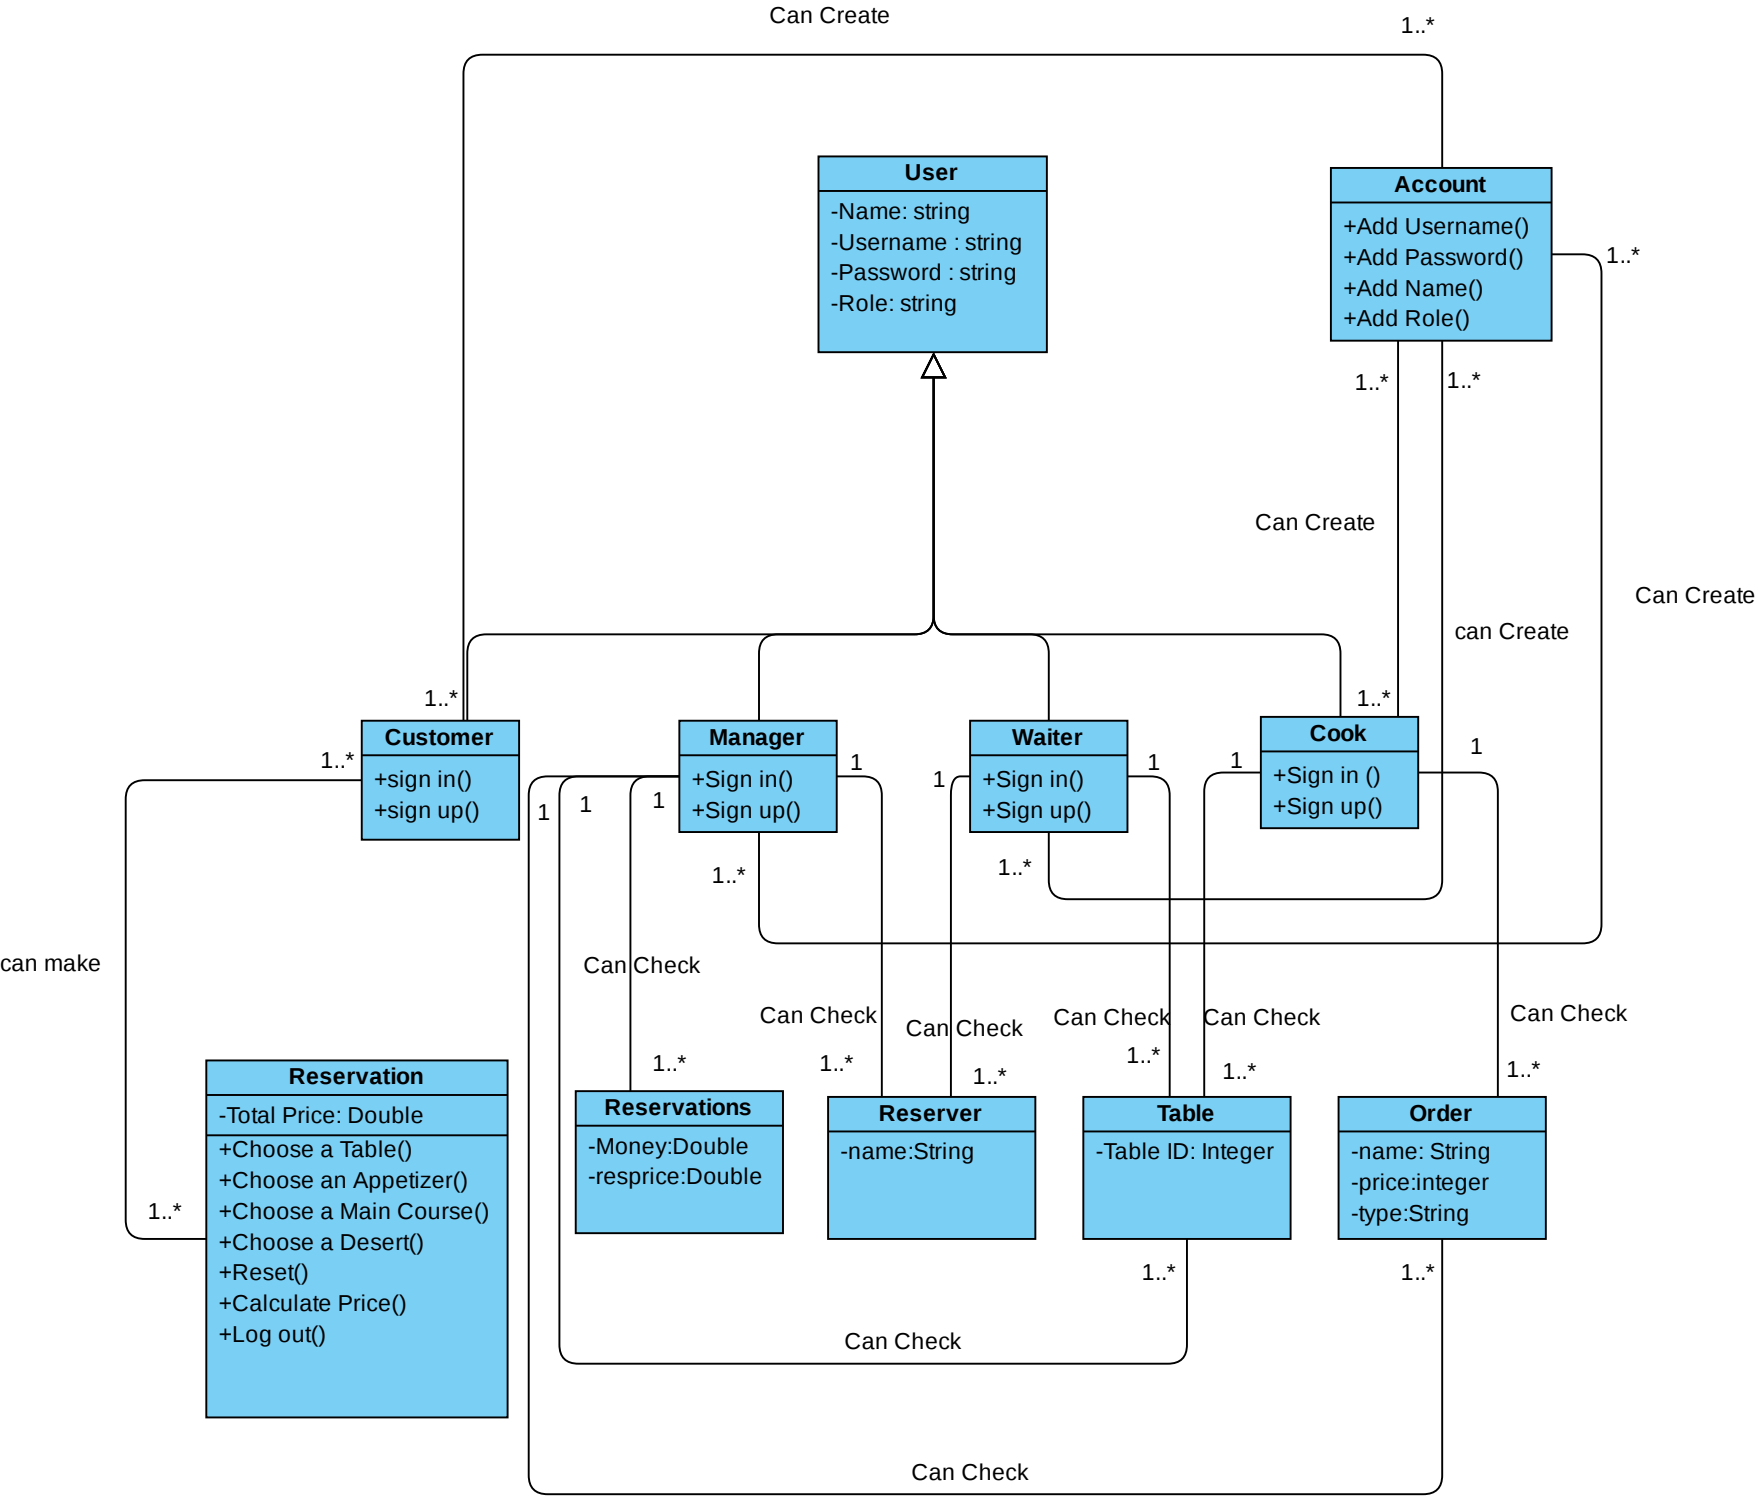 Can Create
1..*
User
-Name: string
-Username : string
-Password : string
-Role: string
Account
+Add Username()
+Add Password()
+Add Name()
+Add Role()
1..*
1..*
1..*
Can Create
Can Create
can Create
1..*
1..*
Customer
+sign in()
+sign up()
1..*
Manager
+Sign in()
+Sign up()
1
1
1
1
1..*
Waiter
+Sign in()
+Sign up()
1
1
1..*
Cook
+Sign in ()
+Sign up()
1
1
can make
Can Check
Can Check
Can Check
Can Check
Can Check
Can Check
1..*
1..*
1..*
1..*
1..*
1..*
1..*
Reservation
-Total Price: Double
+Choose a Table()
+Choose an Appetizer()
+Choose a Main Course()
+Choose a Desert()
+Reset()
+Calculate Price()
+Log out()
Reservations
-Money:Double
-resprice:Double
Reserver
-name:String
Table
-Table ID: Integer
Order
-name: String
-price:integer
-type:String
1..*
1..*
Can Check
Can Check